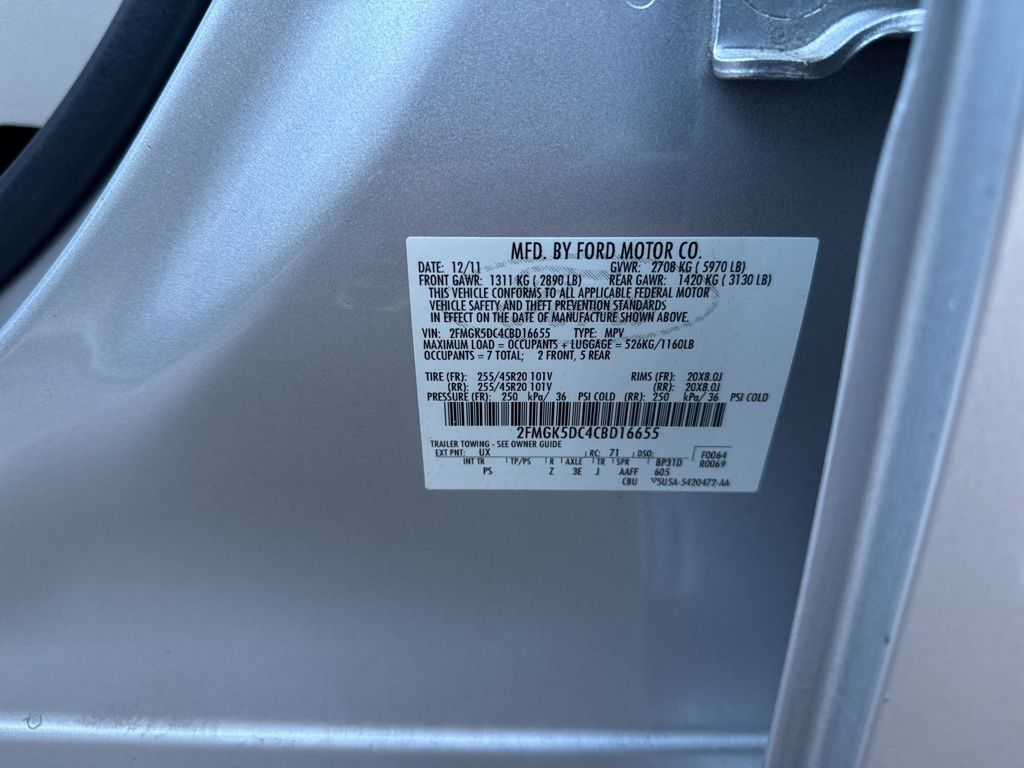 MFD. BY FORD MOTOR CO.
DATE: 12/11 GVWR: 2708 KG ( 5970 LB)
FRONT GAWR: 1311 KG ( 2890 LB) REAR GAWR: 1420 KG ( 3130 LB)
THIS VEHICLE CONFORMS TO ALL APPLICABLE FEDERAL MOTOR
VEHICLE SAFETY AND THEFT PREVENTION STANDARDS
IN EFFECT ON THE DATE OF MANUFACTURE SHOWN ABOVE.
VIN: 2FMGK5DC4CBD16655 TYPE: MPV
MAXIMUM LOAD = OCCUPANTS + LUGGAGE = 526KG/1160LB
OCCUPANTS = 7 TOTAL; 2 FRONT, 5 REAR
TIRE (FR): 255/45R20 101V RIMS (FR): 20X8.0J
(RR): 255/45R20 101V (RR): 20X8.0J
PRESSURE (FR): 250 kPa/ 36 PSI COLD (RR): 250 kPa/ 36 PSI COLD
2FMGK5DC4CBD16655
TRAILER TOWING - SEE OWNER GUIDE
EXT PNT: UX RC: 71 DSO: F0064
INT TR TP/PS R AXLE TR SPR BP31D R0069
PS Z 3E J AAFF 605
CBU 5U5A-5420472-AA